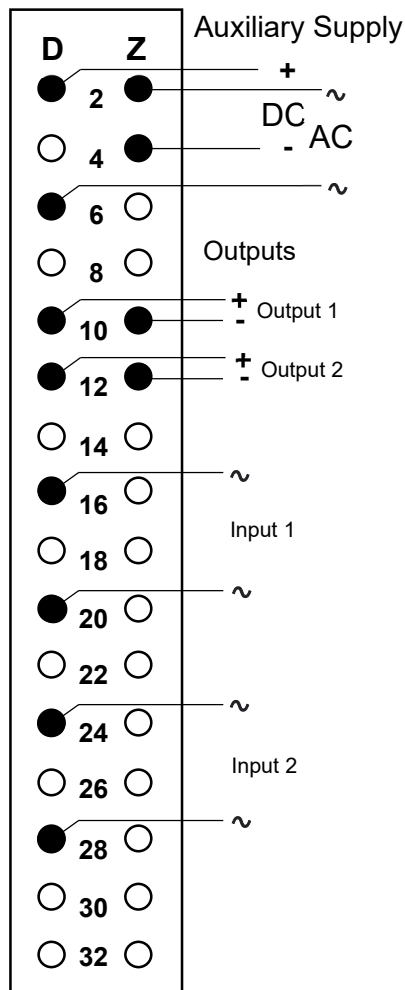 Auxiliary Supply
D Z
+
2 ~
DC AC
4 -
6 ~
8 Outputs
+
10 - Output 1
+
12 - Output 2
14
~
16
Input 1
18
~
20
22
~
24
Input 2
26
~
28
30
32